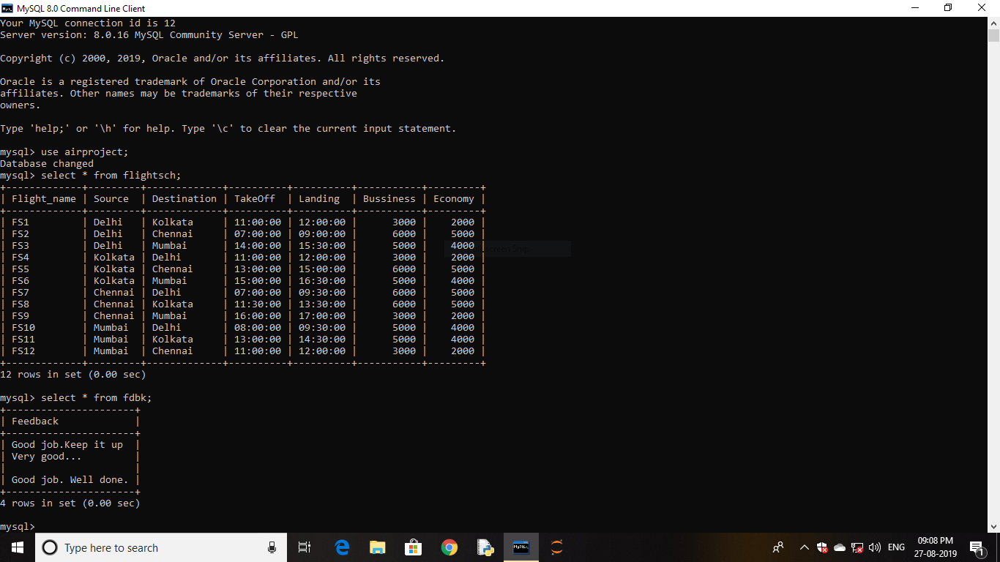 MySQL 8.0 Command Line Client
Your MySQL connection id is 12
Server version: 8.0.16 MySQL Community Server - GPL
Copyright (c) 2000, 2019, Oracle and/or its affiliates. All rights reserved.
Oracle is a registered trademark of Oracle Corporation and/or its
affiliates. Other names may be trademarks of their respective
owners.
Type 'help;' or '\h' for help. Type '\c' to clear the current input statement.
mysql> use airproject;
Database changed
mysql> select * from flightsch;
+-------------+---------+-------------+----------+----------+-----------+---------+
| Flight_name | Source  | Destination | TakeOff  | Landing  | Bussiness | Economy |
+-------------+---------+-------------+----------+----------+-----------+---------+
| FS1         | Delhi   | Kolkata     | 11:00:00 | 12:00:00 |      3000 |    2000 |
| FS2         | Delhi   | Chennai     | 07:00:00 | 09:00:00 |      6000 |    5000 |
| FS3         | Delhi   | Mumbai      | 14:00:00 | 15:30:00 |      5000 |    4000 |
| FS4         | Kolkata | Delhi       | 11:00:00 | 12:00:00 |      3000 |    2000 |
| FS5         | Kolkata | Chennai     | 13:00:00 | 15:00:00 |      6000 |    5000 |
| FS6         | Kolkata | Mumbai      | 15:00:00 | 16:30:00 |      5000 |    4000 |
| FS7         | Chennai | Delhi       | 07:00:00 | 09:30:00 |      6000 |    5000 |
| FS8         | Chennai | Kolkata     | 11:30:00 | 13:30:00 |      6000 |    5000 |
| FS9         | Chennai | Mumbai      | 16:00:00 | 17:00:00 |      3000 |    2000 |
| FS10        | Mumbai  | Delhi       | 08:00:00 | 09:30:00 |      5000 |    4000 |
| FS11        | Mumbai  | Kolkata     | 13:00:00 | 14:30:00 |      5000 |    4000 |
| FS12        | Mumbai  | Chennai     | 11:00:00 | 12:00:00 |      3000 |    2000 |
+-------------+---------+-------------+----------+----------+-----------+---------+
12 rows in set (0.00 sec)
mysql> select * from fdbk;
+----------------------+
| Feedback             |
+----------------------+
| Good job.Keep it up  |
| Very good...         |
|                      |
| Good job. Well done. |
+----------------------+
4 rows in set (0.00 sec)
mysql>
Type here to search
ENG
09:08 PM
27-08-2019
1